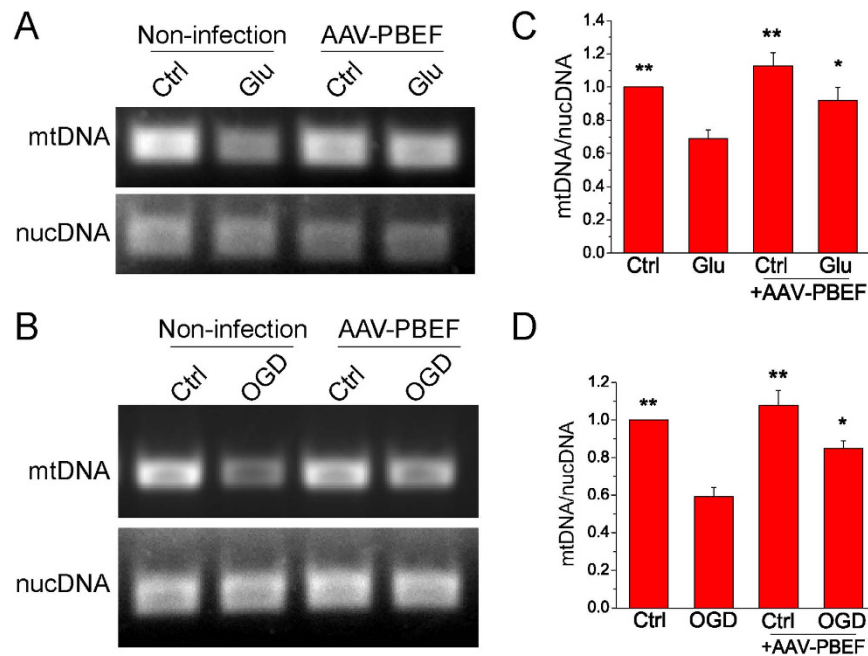 A
Non-infection AAV-PBEF
Ctrl Glu Ctrl Glu
mtDNA
nucDNA
B
Non-infection AAV-PBEF
Ctrl OGD Ctrl OGD
mtDNA
nucDNA
C
mtDNA/nucDNA
1.4
1.2
1.0
0.8
0.6
0.4
0.2
0.0
** ** *
Ctrl Glu Ctrl Glu
+AAV-PBEF
D
mtDNA/nucDNA
1.2
1.0
0.8
0.6
0.4
0.2
0.0
** ** *
Ctrl OGD Ctrl OGD
+AAV-PBEF